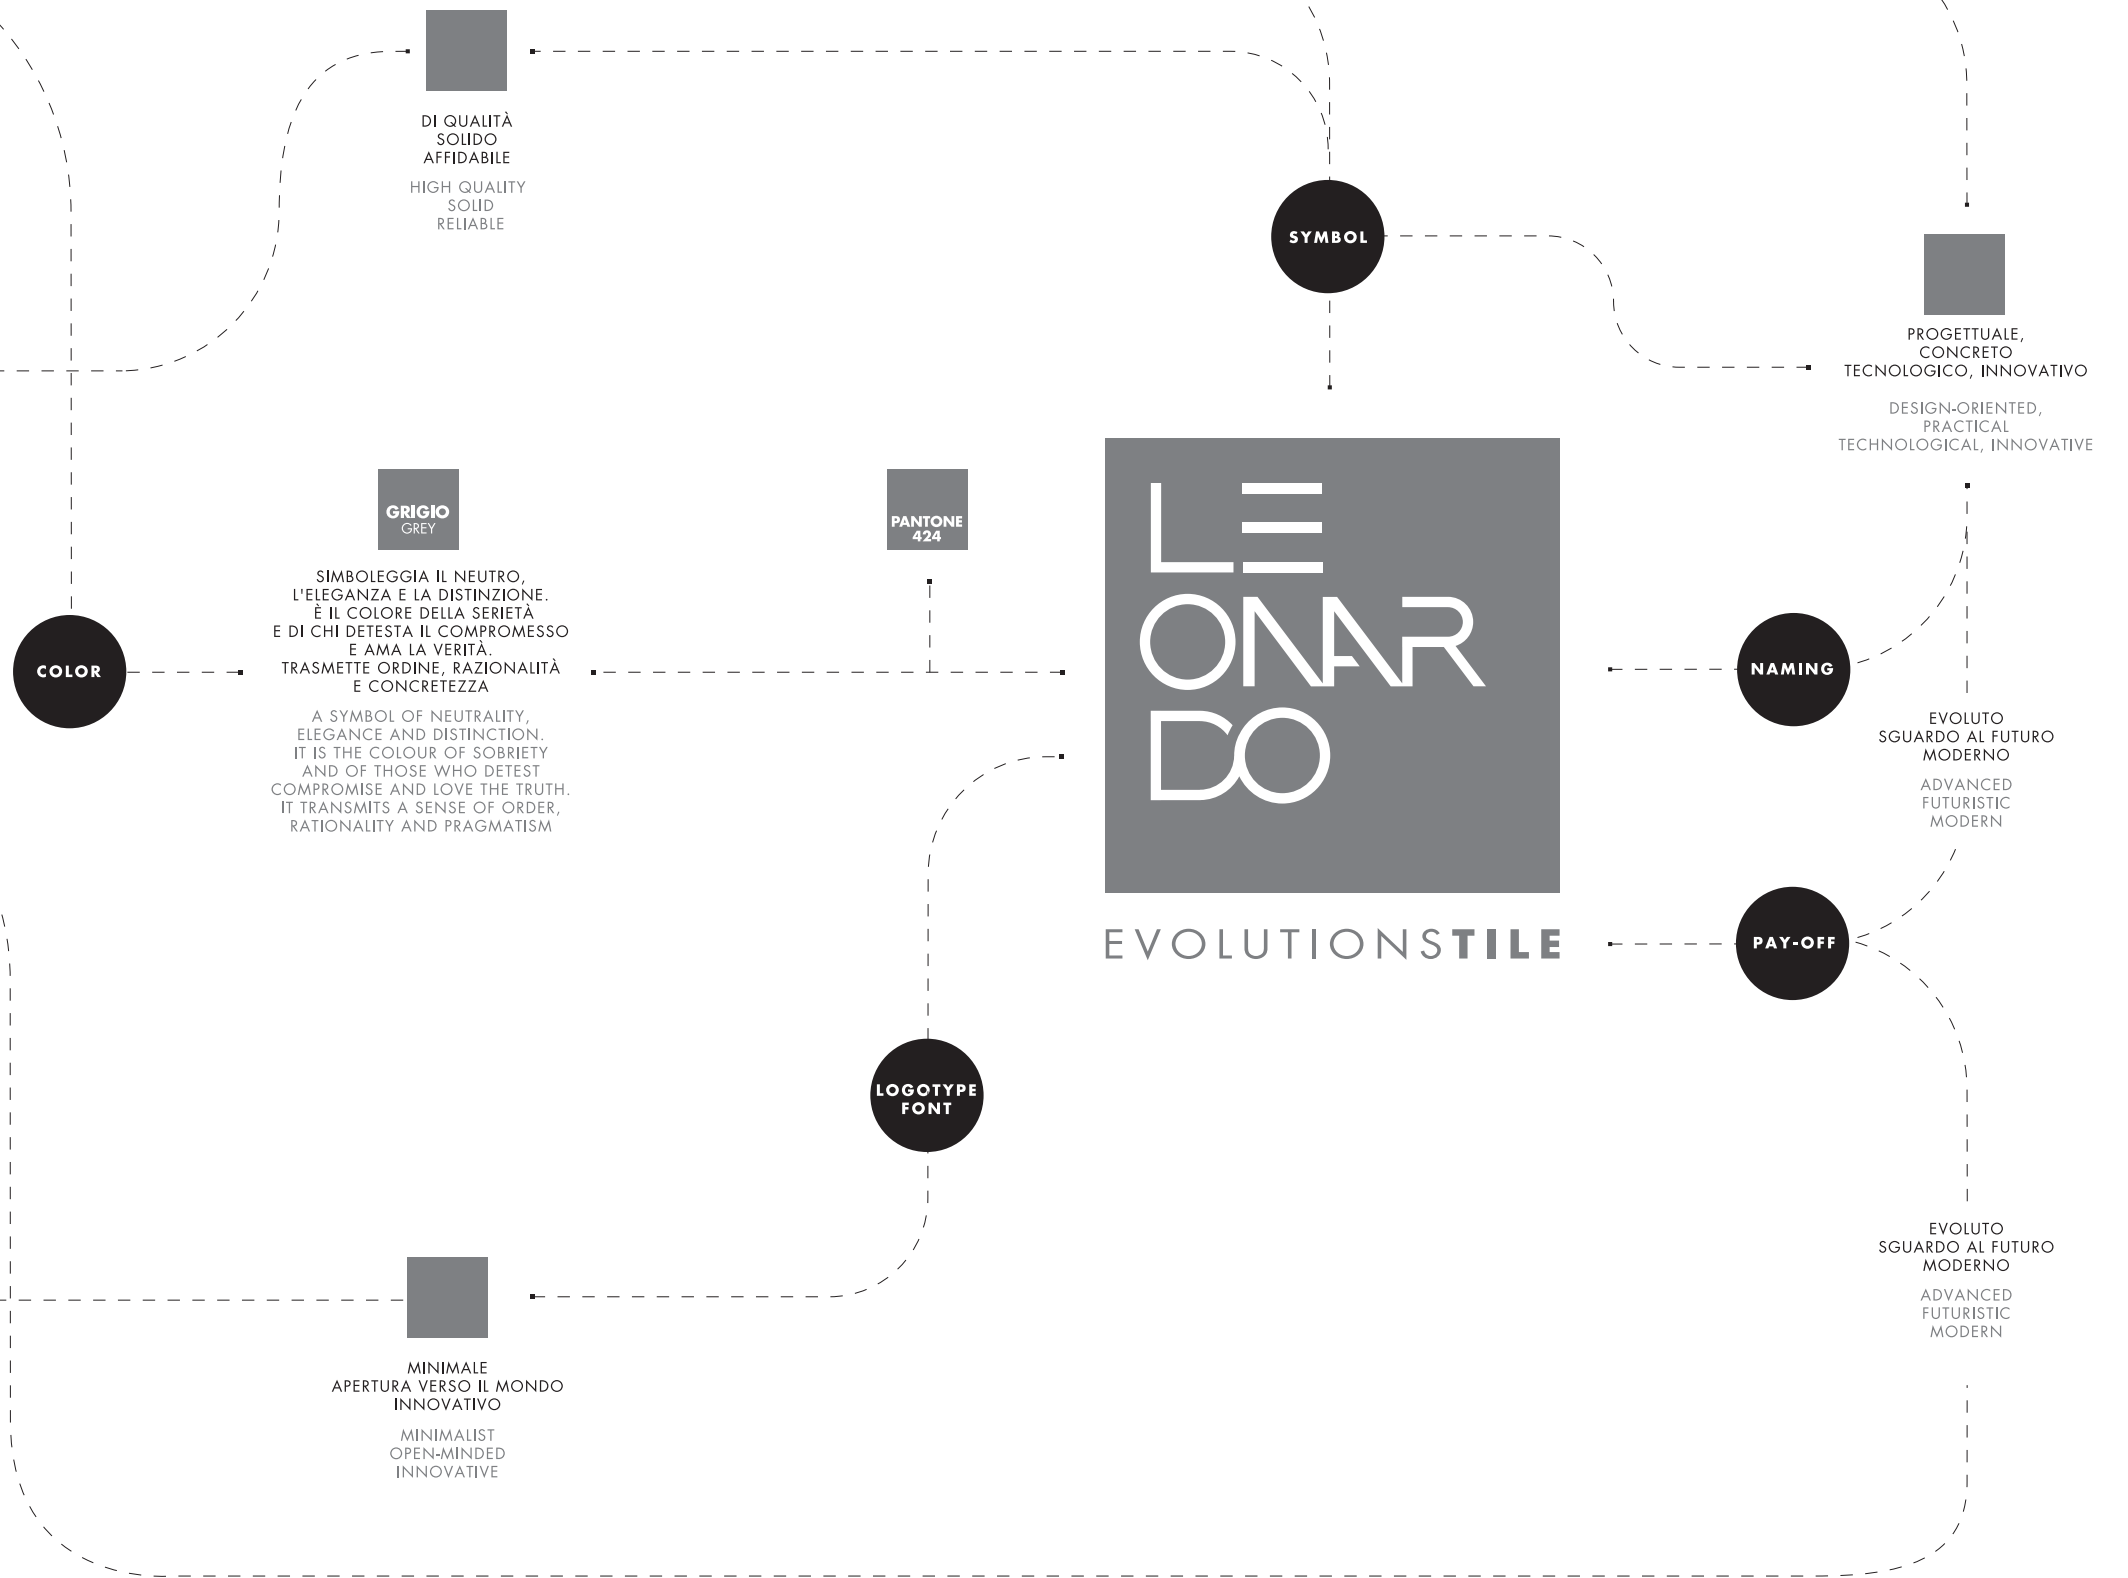 DI QUALITÀ
SOLIDO
AFFIDABILE
HIGH QUALITY
SOLID
RELIABLE
SYMBOL
PROGETTUALE,
CONCRETO
TECNOLOGICO, INNOVATIVO
DESIGN-ORIENTED,
PRACTICAL
TECHNOLOGICAL, INNOVATIVE
COLOR
GRIGIO
GREY
SIMBOLEGGIA IL NEUTRO,
L'ELEGANZA E LA DISTINZIONE.
È IL COLORE DELLA SERIETÀ
E DI CHI DETESTA IL COMPROMESSO
E AMA LA VERITÀ.
TRASMETTE ORDINE, RAZIONALITÀ
E CONCRETEZZA
A SYMBOL OF NEUTRALITY,
ELEGANCE AND DISTINCTION.
IT IS THE COLOUR OF SOBRIETY
AND OF THOSE WHO DETEST
COMPROMISE AND LOVE THE TRUTH.
IT TRANSMITS A SENSE OF ORDER,
RATIONALITY AND PRAGMATISM
PANTONE
424
LE
ONAR
DO
EVOLUTIONSTILE
NAMING
EVOLUTO
SGUARDO AL FUTURO
MODERNO
ADVANCED
FUTURISTIC
MODERN
PAY-OFF
LOGOTYPE
FONT
EVOLUTO
SGUARDO AL FUTURO
MODERNO
ADVANCED
FUTURISTIC
MODERN
MINIMALE
APERTURA VERSO IL MONDO
INNOVATIVO
MINIMALIST
OPEN-MINDED
INNOVATIVE